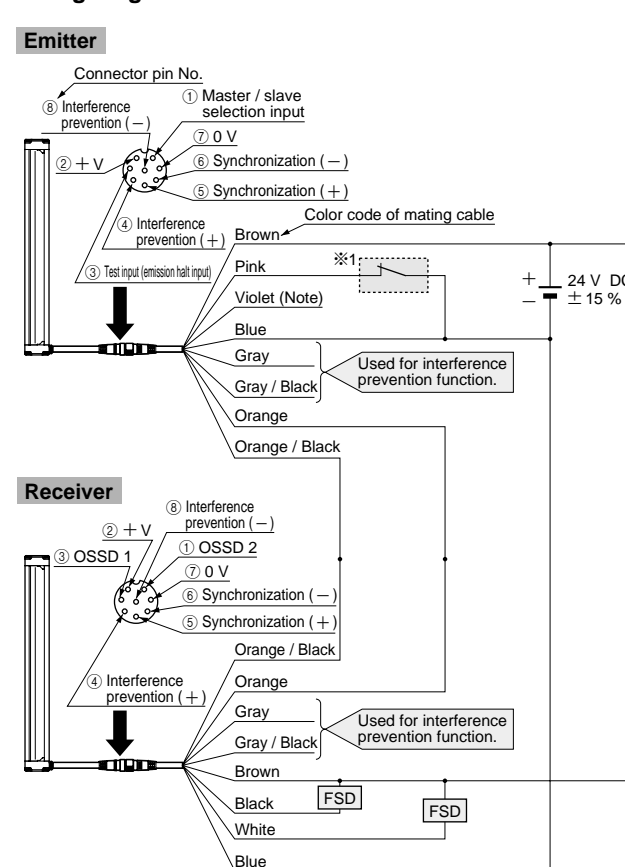 Emitter
Connector pin No.
⑧ Interference
prevention (－)
① Master / slave
selection input
⑦ 0 V
② ＋ V
⑥ Synchronization (－)
⑤ Synchronization (＋)
④ Interference
prevention (＋)
③ Test input (emission halt input)
Color code of mating cable
Brown
Pink
※1
Violet (Note)
＋
－
24 V DC
± 15 %
Blue
Gray
Gray / Black
Used for interference
prevention function.
Orange
Orange / Black
Receiver
⑧ Interference
prevention (－)
② ＋ V
① OSSD 2
③ OSSD 1
⑦ 0 V
⑥ Synchronization (－)
⑤ Synchronization (＋)
④ Interference
prevention (＋)
Orange / Black
Orange
Gray
Gray / Black
Used for interference
prevention function.
Brown
Black
FSD
FSD
White
Blue